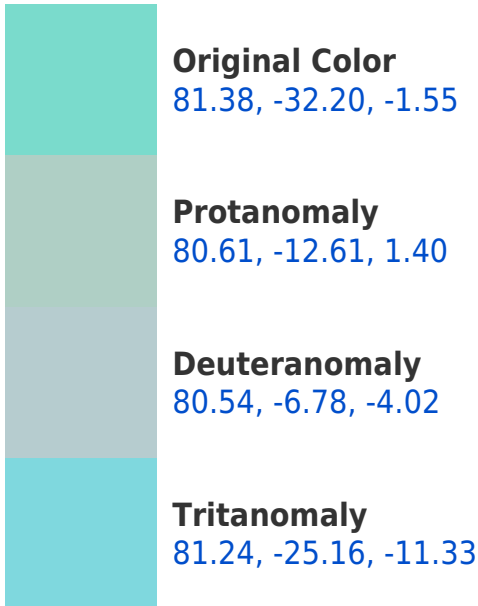 Original Color
81.38, -32.20, -1.55
Protanomaly
80.61, -12.61, 1.40
Deuteranomaly
80.54, -6.78, -4.02
Tritanomaly
81.24, -25.16, -11.33